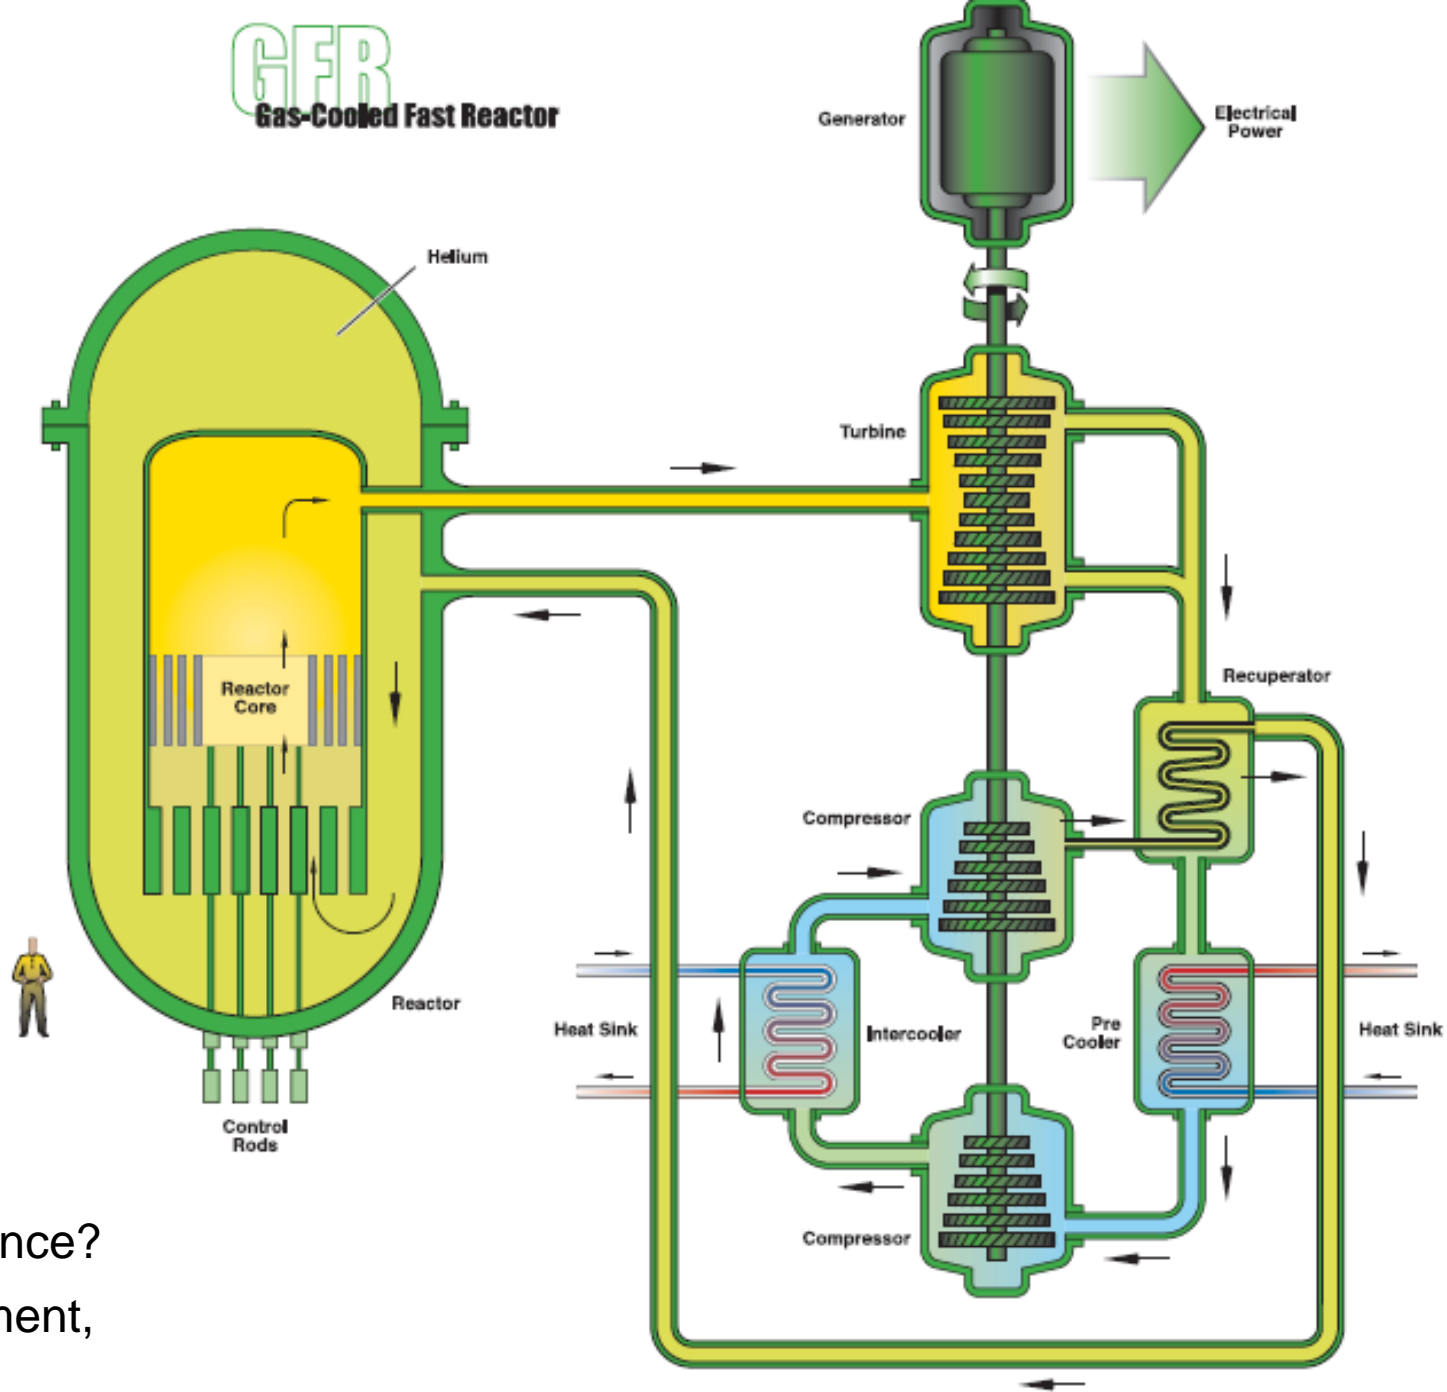 GFR
Gas-Cooled Fast Reactor
Generator
Electrical
Power
Helium
Turbine
Recuperator
Reactor
Core
Compressor
Reactor
Heat Sink
Intercooler
Pre
Cooler
Heat Sink
Control
Rods
Compressor
nce?
nent,